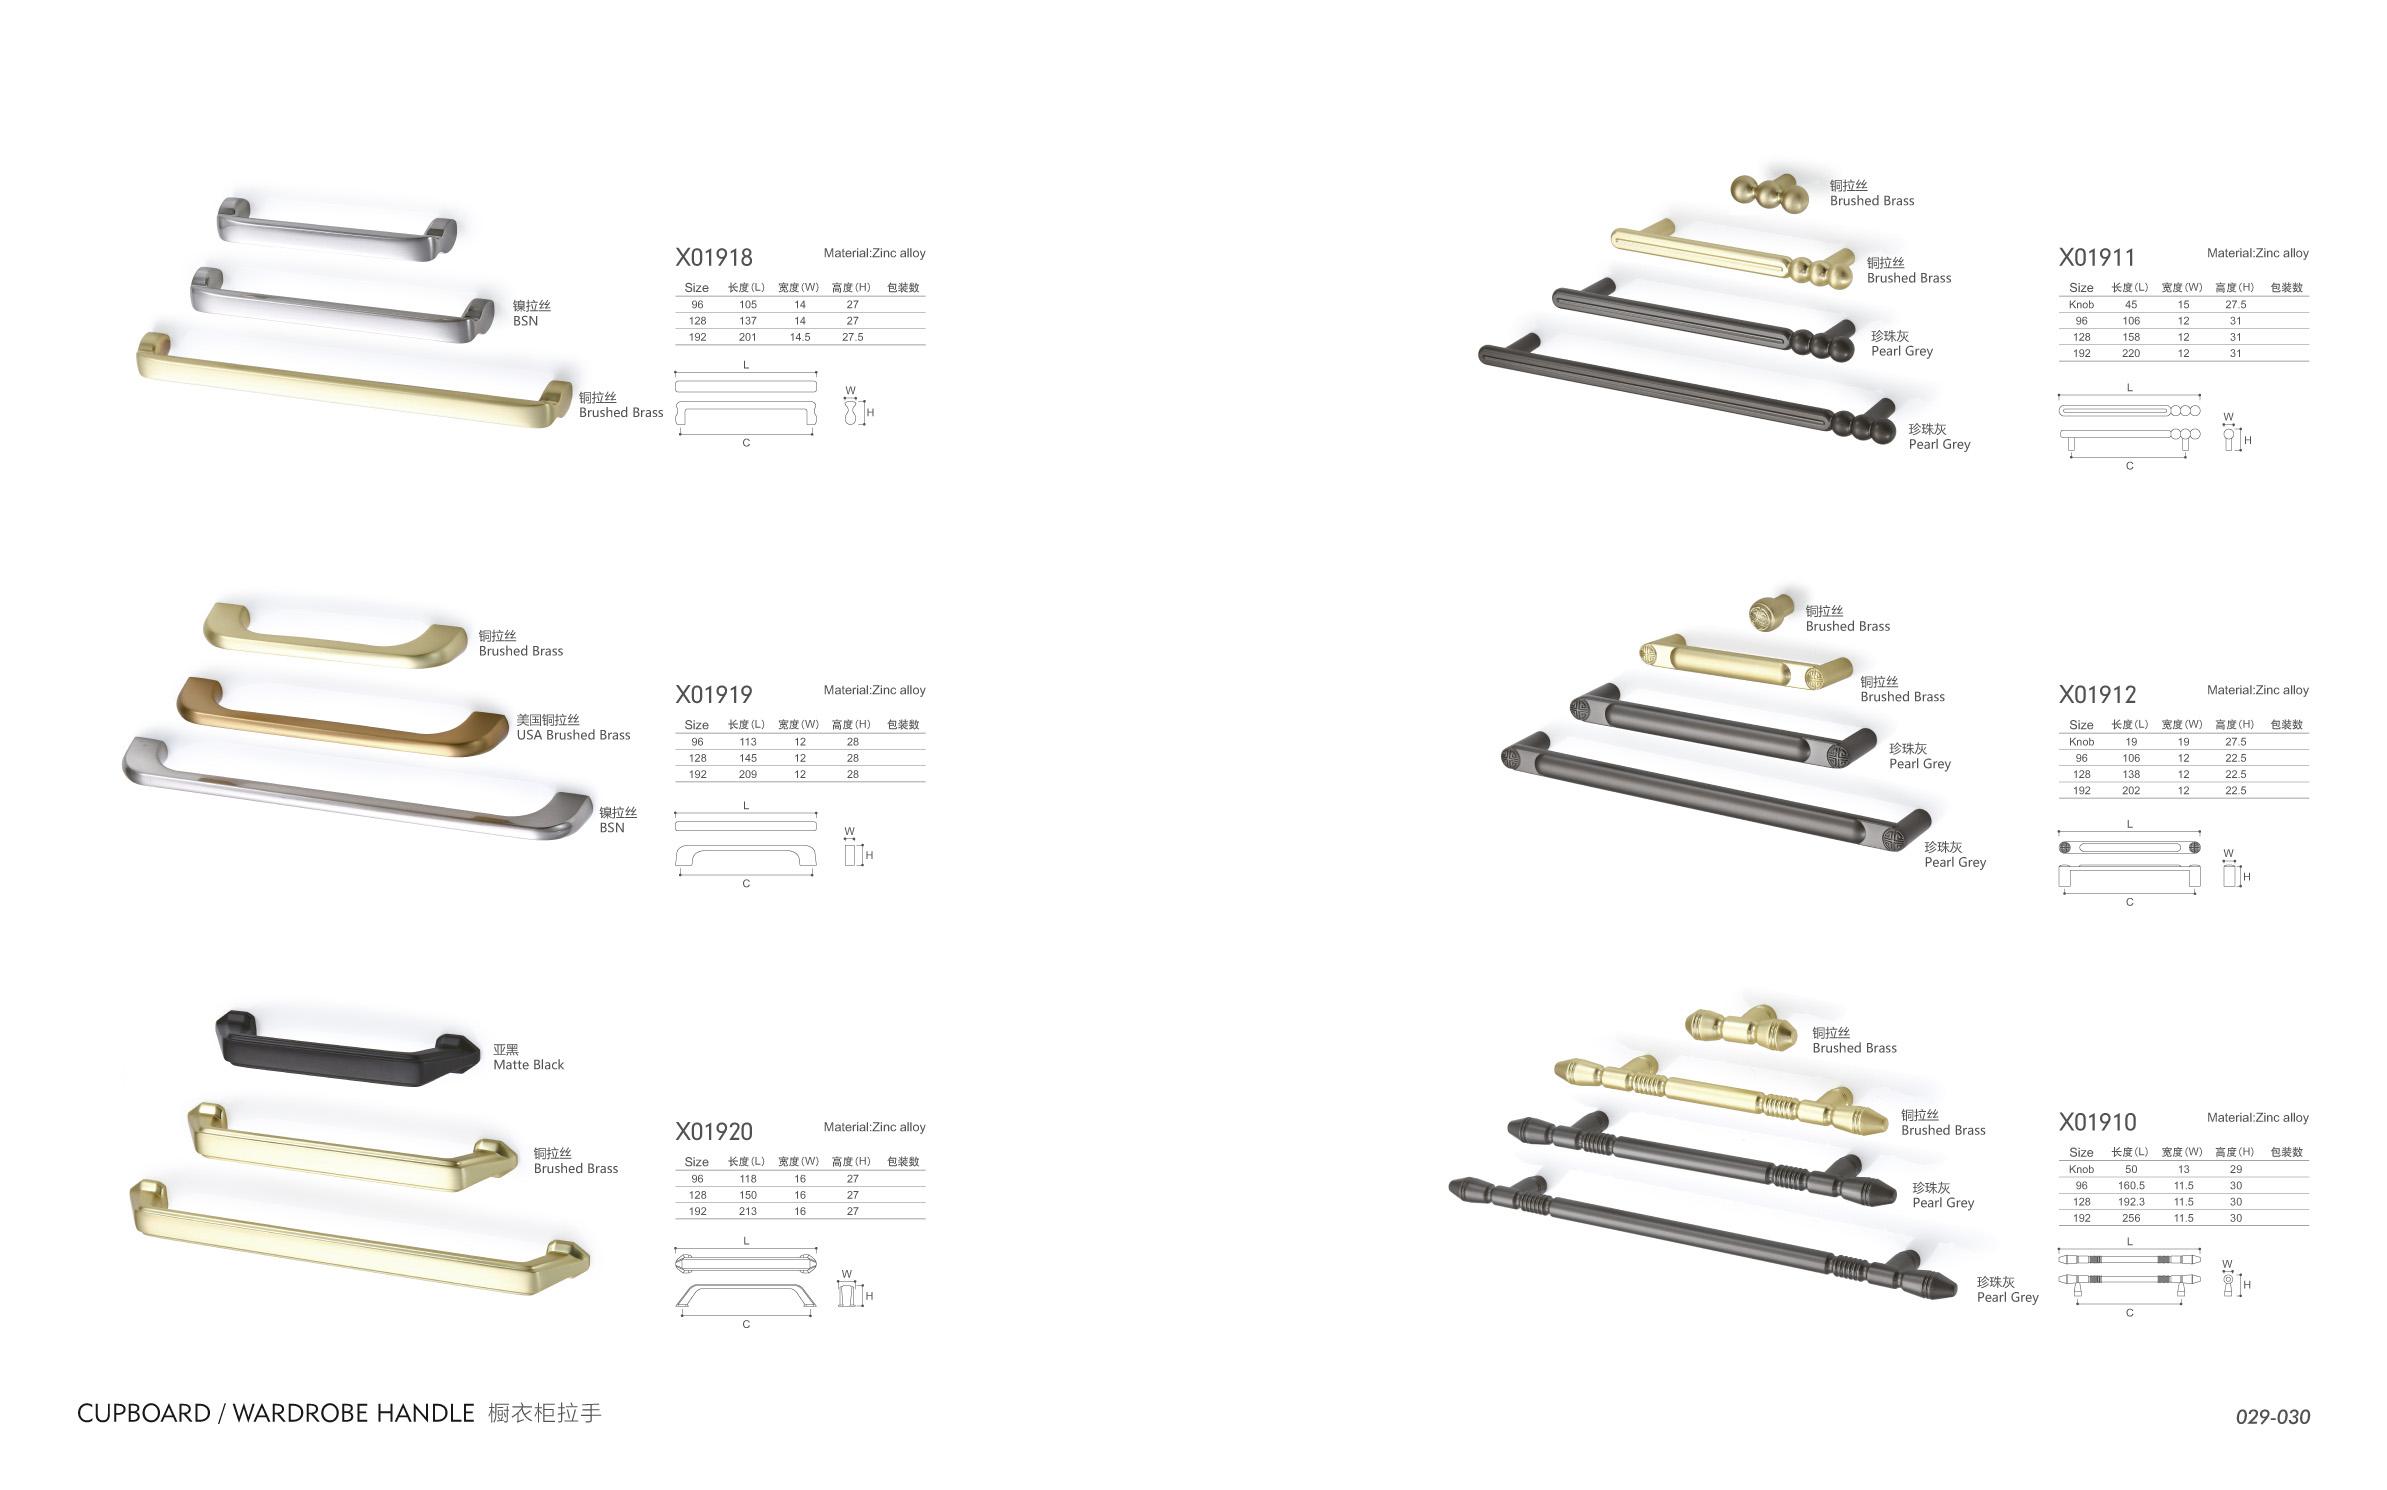 镍拉丝
BSN
铜拉丝
Brushed Brass
X01918 Material:Zinc alloy
Size 长度(L) 宽度(W) 高度(H) 包装数
96 105 14 27
128 137 14 27
192 201 14.5 27.5
L
W
H
C
铜拉丝
Brushed Brass
美国铜拉丝
USA Brushed Brass
镍拉丝
BSN
X01919 Material:Zinc alloy
Size 长度(L) 宽度(W) 高度(H) 包装数
96 113 12 28
128 145 12 28
192 209 12 28
L
W
H
C
亚黑
Matte Black
铜拉丝
Brushed Brass
X01920 Material:Zinc alloy
Size 长度(L) 宽度(W) 高度(H) 包装数
96 118 16 27
128 150 16 27
192 213 16 27
L
W
H
C
铜拉丝
Brushed Brass
铜拉丝
Brushed Brass
珍珠灰
Pearl Grey
珍珠灰
Pearl Grey
X01911 Material:Zinc alloy
Size 长度(L) 宽度(W) 高度(H) 包装数
Knob 45 15 27.5
96 106 12 31
128 158 12 31
192 220 12 31
L
W
H
C
铜拉丝
Brushed Brass
铜拉丝
Brushed Brass
珍珠灰
Pearl Grey
珍珠灰
Pearl Grey
X01912 Material:Zinc alloy
Size 长度(L) 宽度(W) 高度(H) 包装数
Knob 19 19 27.5
96 106 12 22.5
128 138 12 22.5
192 202 12 22.5
L
W
H
C
铜拉丝
Brushed Brass
铜拉丝
Brushed Brass
珍珠灰
Pearl Grey
珍珠灰
Pearl Grey
X01910 Material:Zinc alloy
Size 长度(L) 宽度(W) 高度(H) 包装数
Knob 50 13 29
96 160.5 11.5 30
128 192.3 11.5 30
192 256 11.5 30
L
W
H
C
CUPBOARD / WARDROBE HANDLE 橱衣柜拉手
029-030